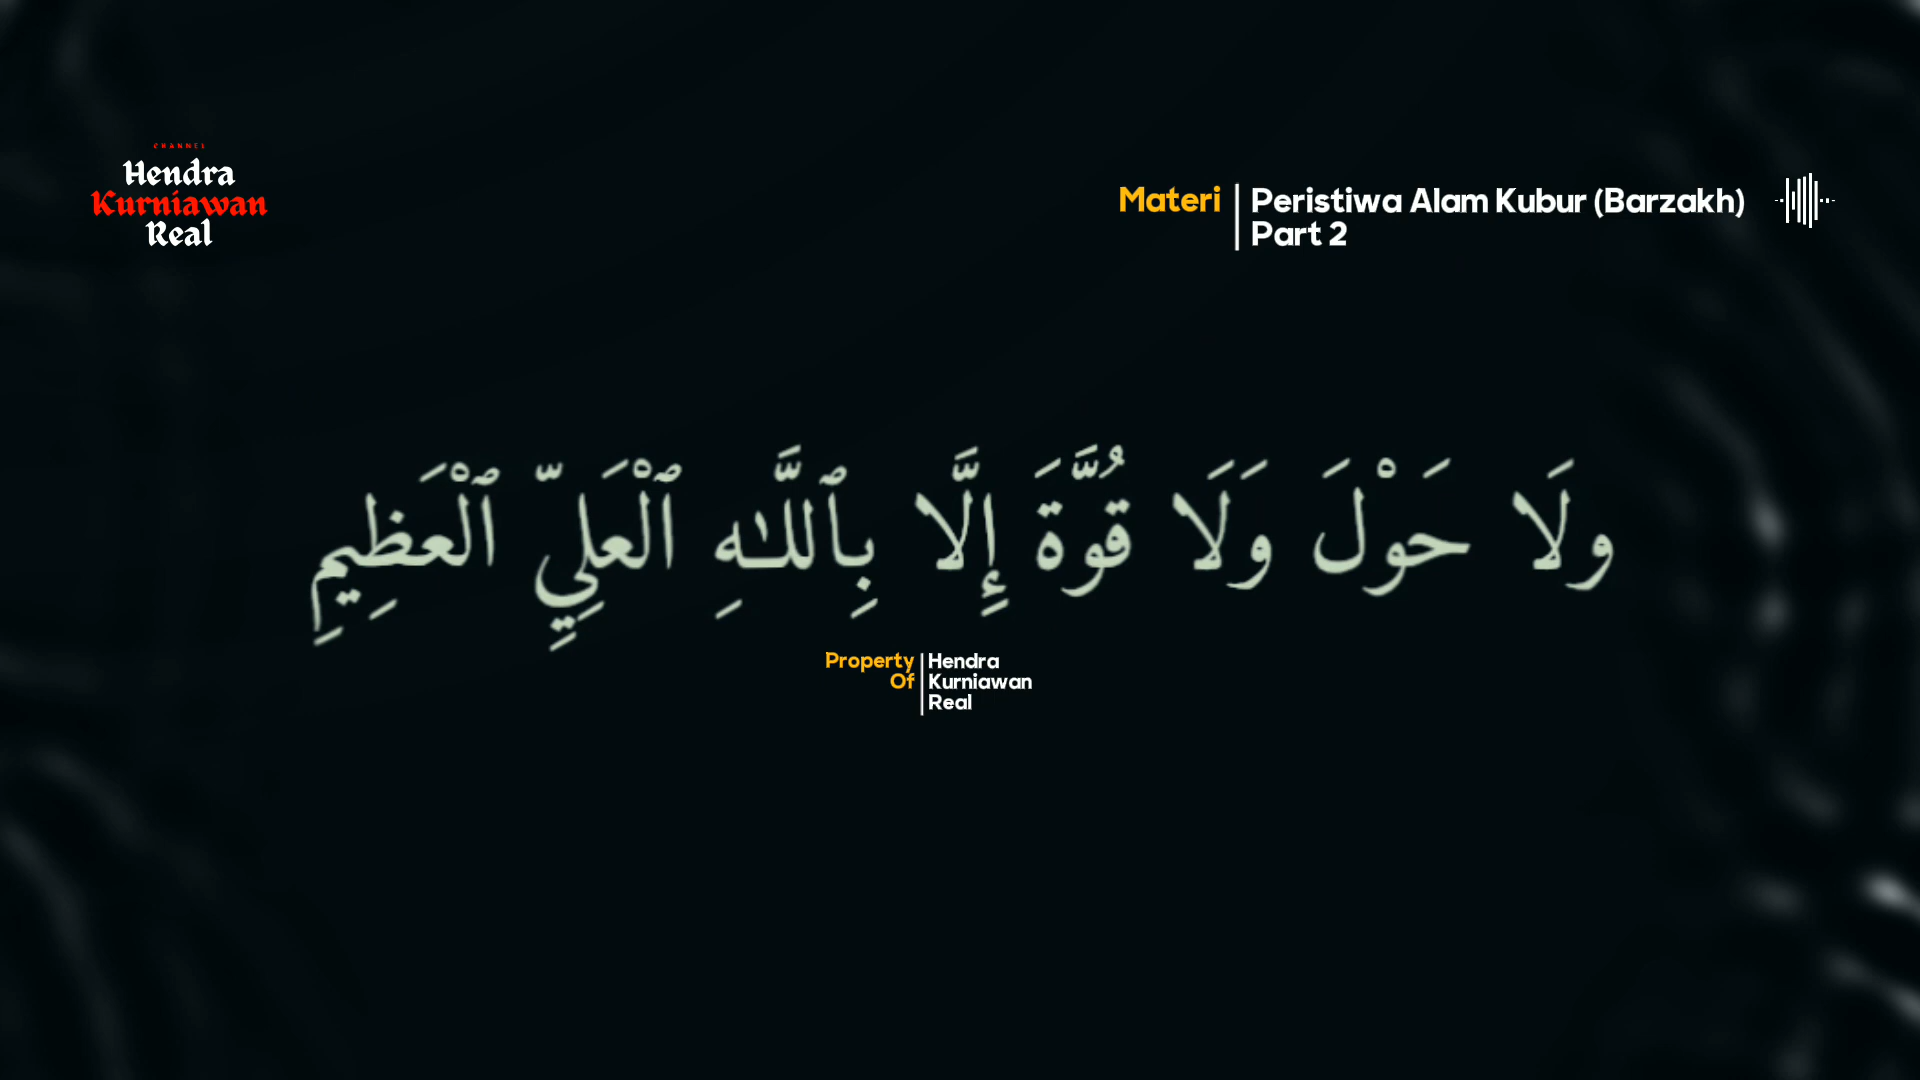 CHANNEL
Hendra
Kurniawan
Real
Materi
Peristiwa Alam Kubur (Barzakh)
Part 2
ولَا حَوْلَ وَلَا قُوَّةَ إِلَّا بِٱللَّٰهِ ٱلْعَلِيِّ ٱلْعَظِيمِ
Property
Of
Hendra
Kurniawan
Real